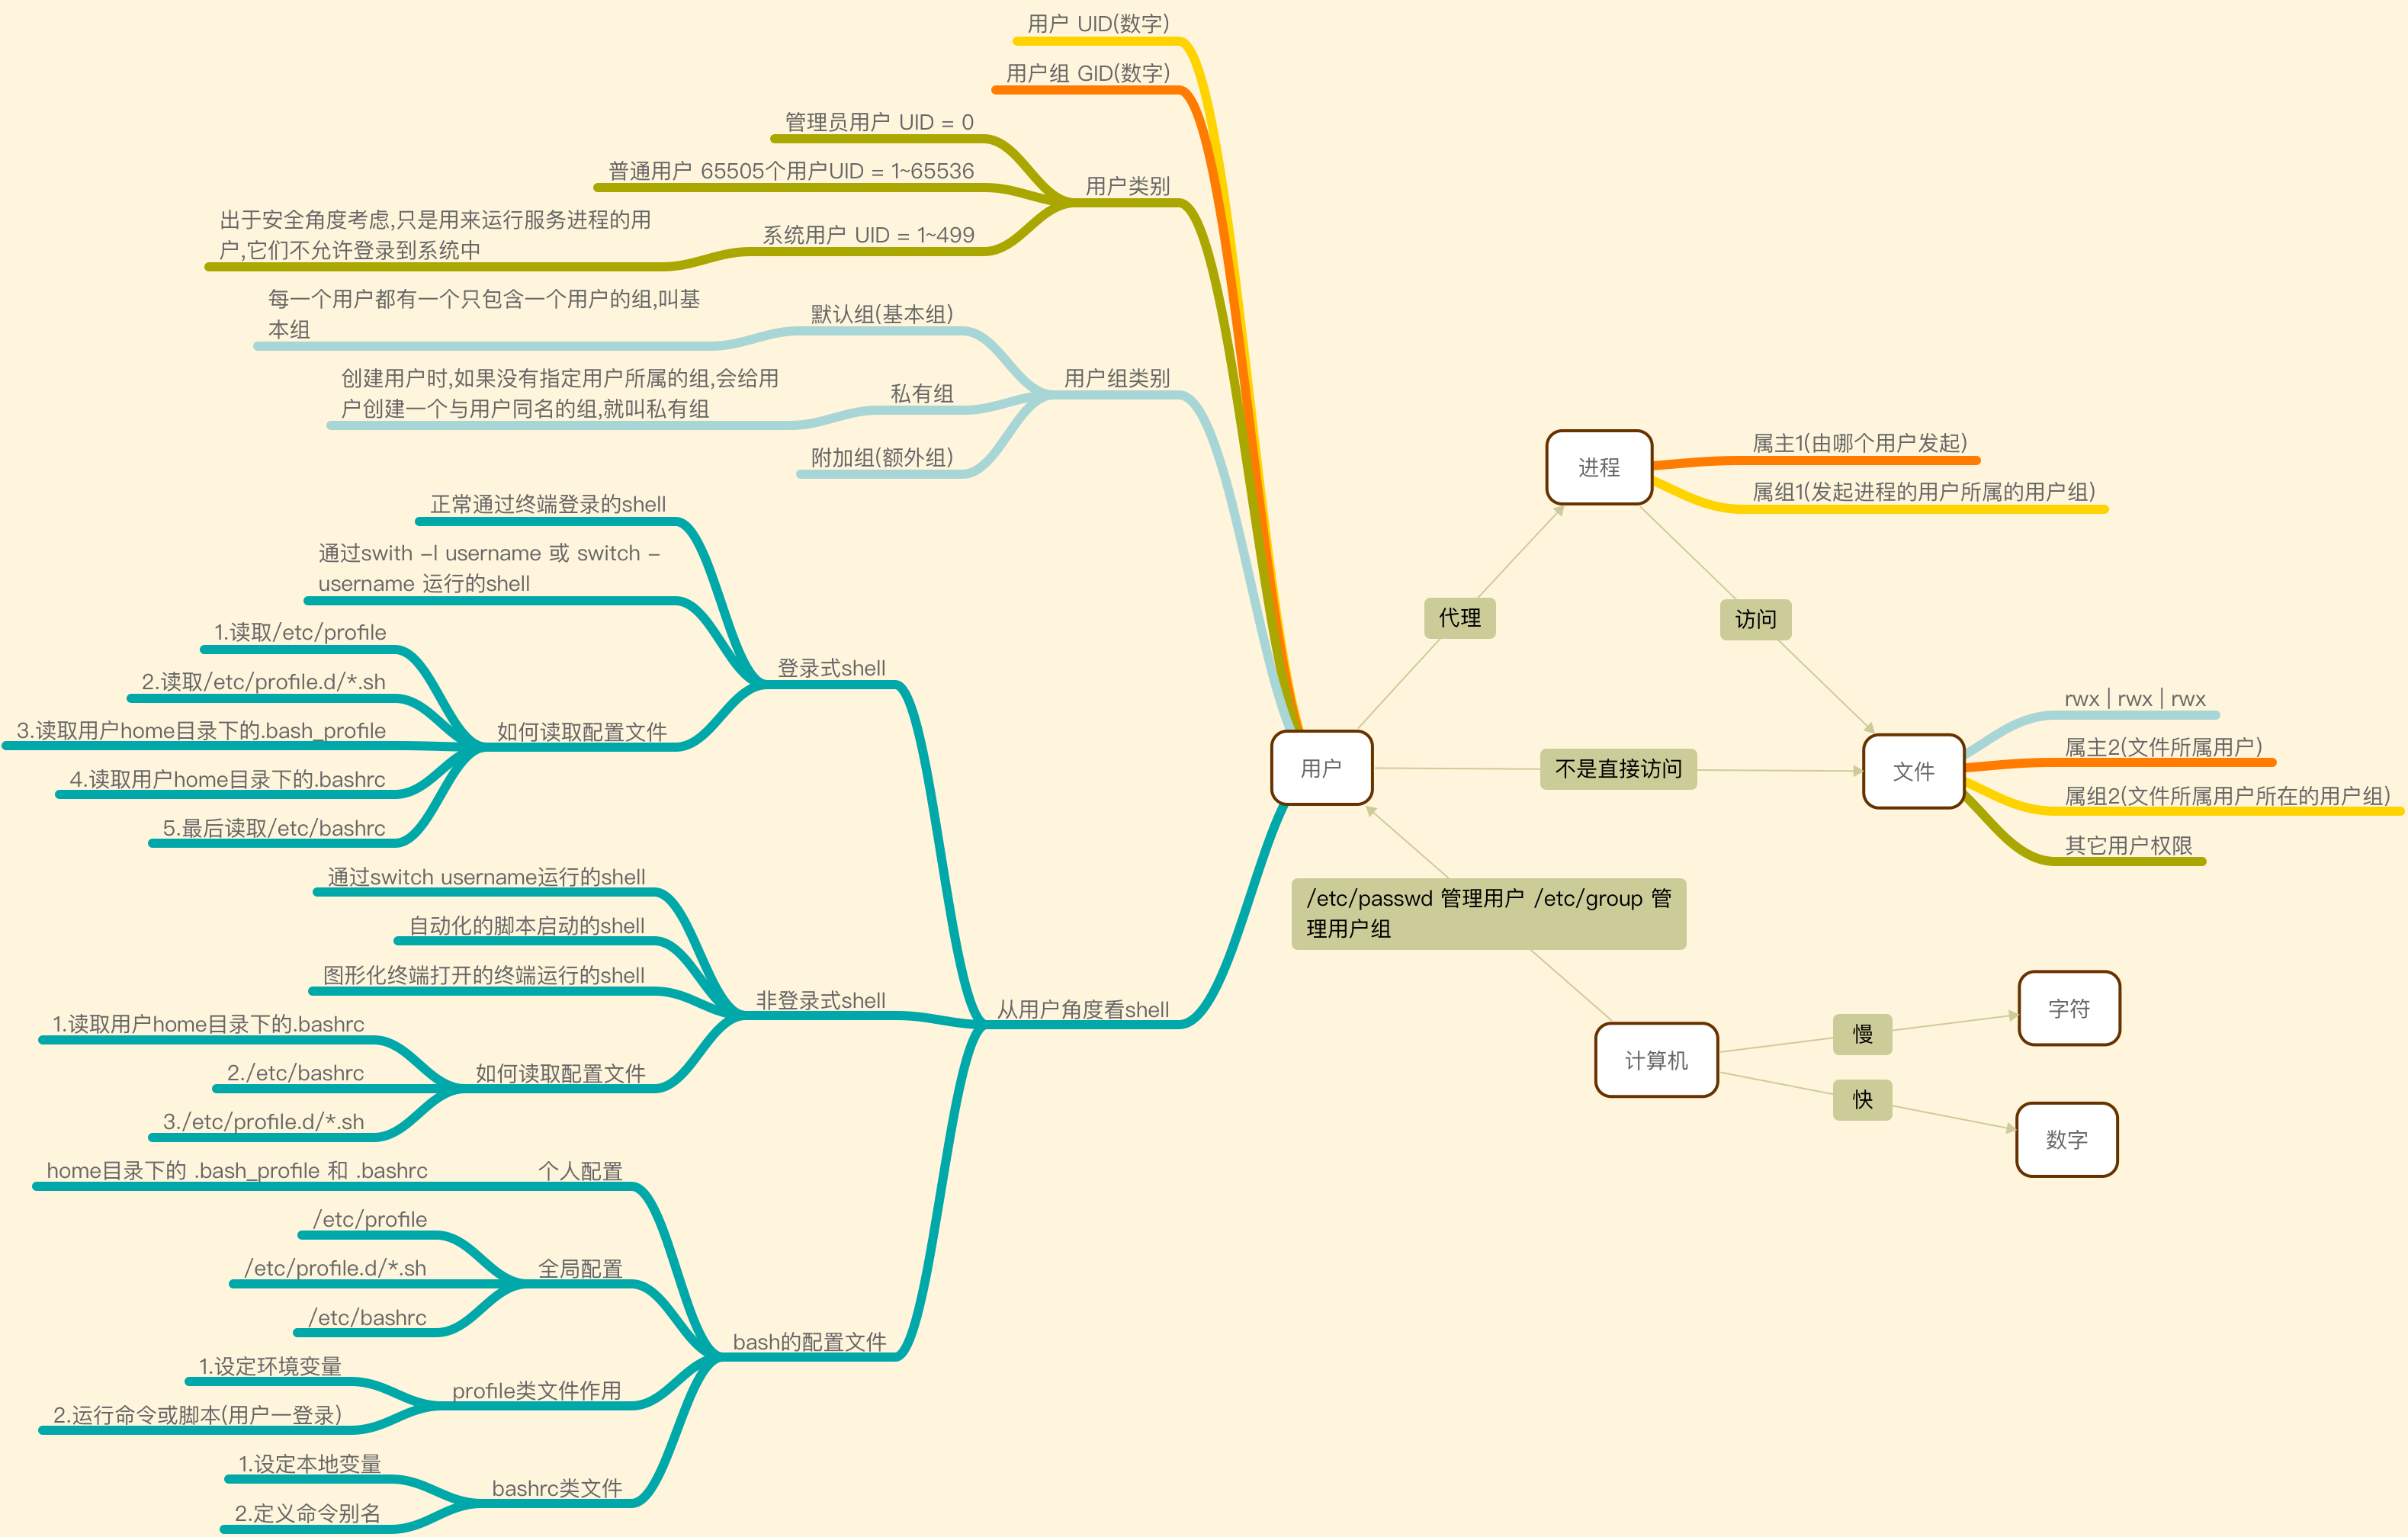 用户 UID(数字)
用户组 GID(数字)
管理员用户 UID = 0
普通用户 65505个用户UID = 1~65536
用户类别
出于安全角度考虑,只是用来运行服务进程的用
户,它们不允许登录到系统中
系统用户 UID = 1~499
每一个用户都有一个只包含一个用户的组,叫基
本组
默认组(基本组)
创建用户时,如果没有指定用户所属的组,会给用
户创建一个与用户同名的组,就叫私有组
私有组
用户组类别
附加组(额外组)
正常通过终端登录的shell
通过swith -l username 或 switch -
username 运行的shell
登录式shell
1.读取/etc/profile
2.读取/etc/profile.d/*.sh
3.读取用户home目录下的.bash_profile
如何读取配置文件
4.读取用户home目录下的.bashrc
5.最后读取/etc/bashrc
通过switch username运行的shell
自动化的脚本启动的shell
图形化终端打开的终端运行的shell
非登录式shell
从用户角度看shell
1.读取用户home目录下的.bashrc
2./etc/bashrc
如何读取配置文件
3./etc/profile.d/*.sh
home目录下的 .bash_profile 和 .bashrc
个人配置
/etc/profile
/etc/profile.d/*.sh
全局配置
/etc/bashrc
bash的配置文件
1.设定环境变量
profile类文件作用
2.运行命令或脚本(用户一登录)
1.设定本地变量
bashrc类文件
2.定义命令别名
进程
属主1(由哪个用户发起)
属组1(发起进程的用户所属的用户组)
代理
访问
用户
不是直接访问
文件
rwx | rwx | rwx
属主2(文件所属用户)
属组2(文件所属用户所在的用户组)
其它用户权限
/etc/passwd 管理用户 /etc/group 管
理用户组
计算机
慢
字符
快
数字